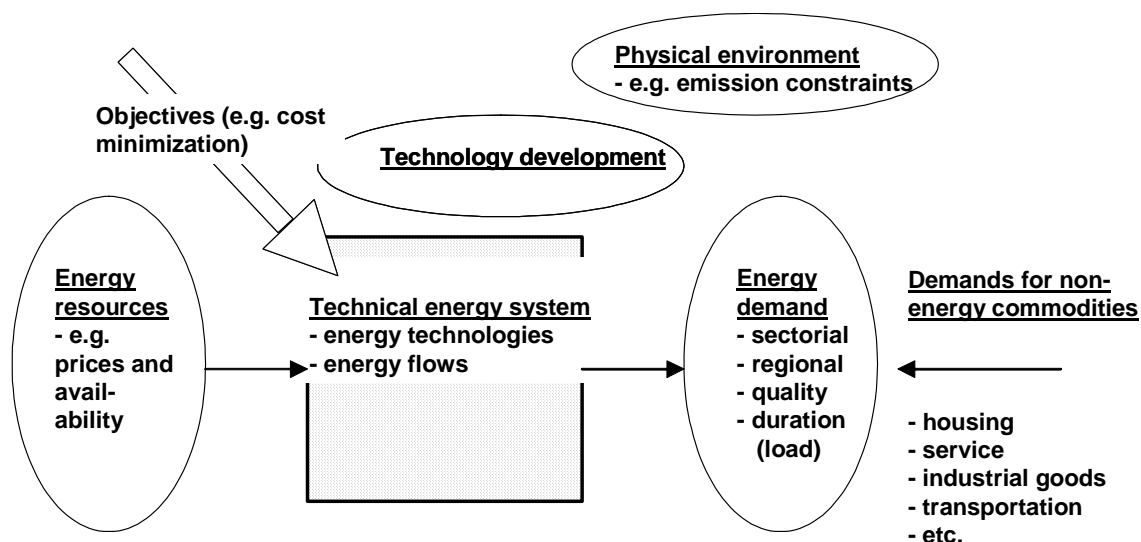 Physical environment
- e.g. emission constraints
Objectives (e.g. cost
minimization)
Technology development
Energy
resources
- e.g.
prices and
avail-
ability
Technical energy system
- energy technologies
- energy flows
Energy
demand
- sectorial
- regional
- quality
- duration
(load)
Demands for non-
energy commodities
- housing
- service
- industrial goods
- transportation
- etc.